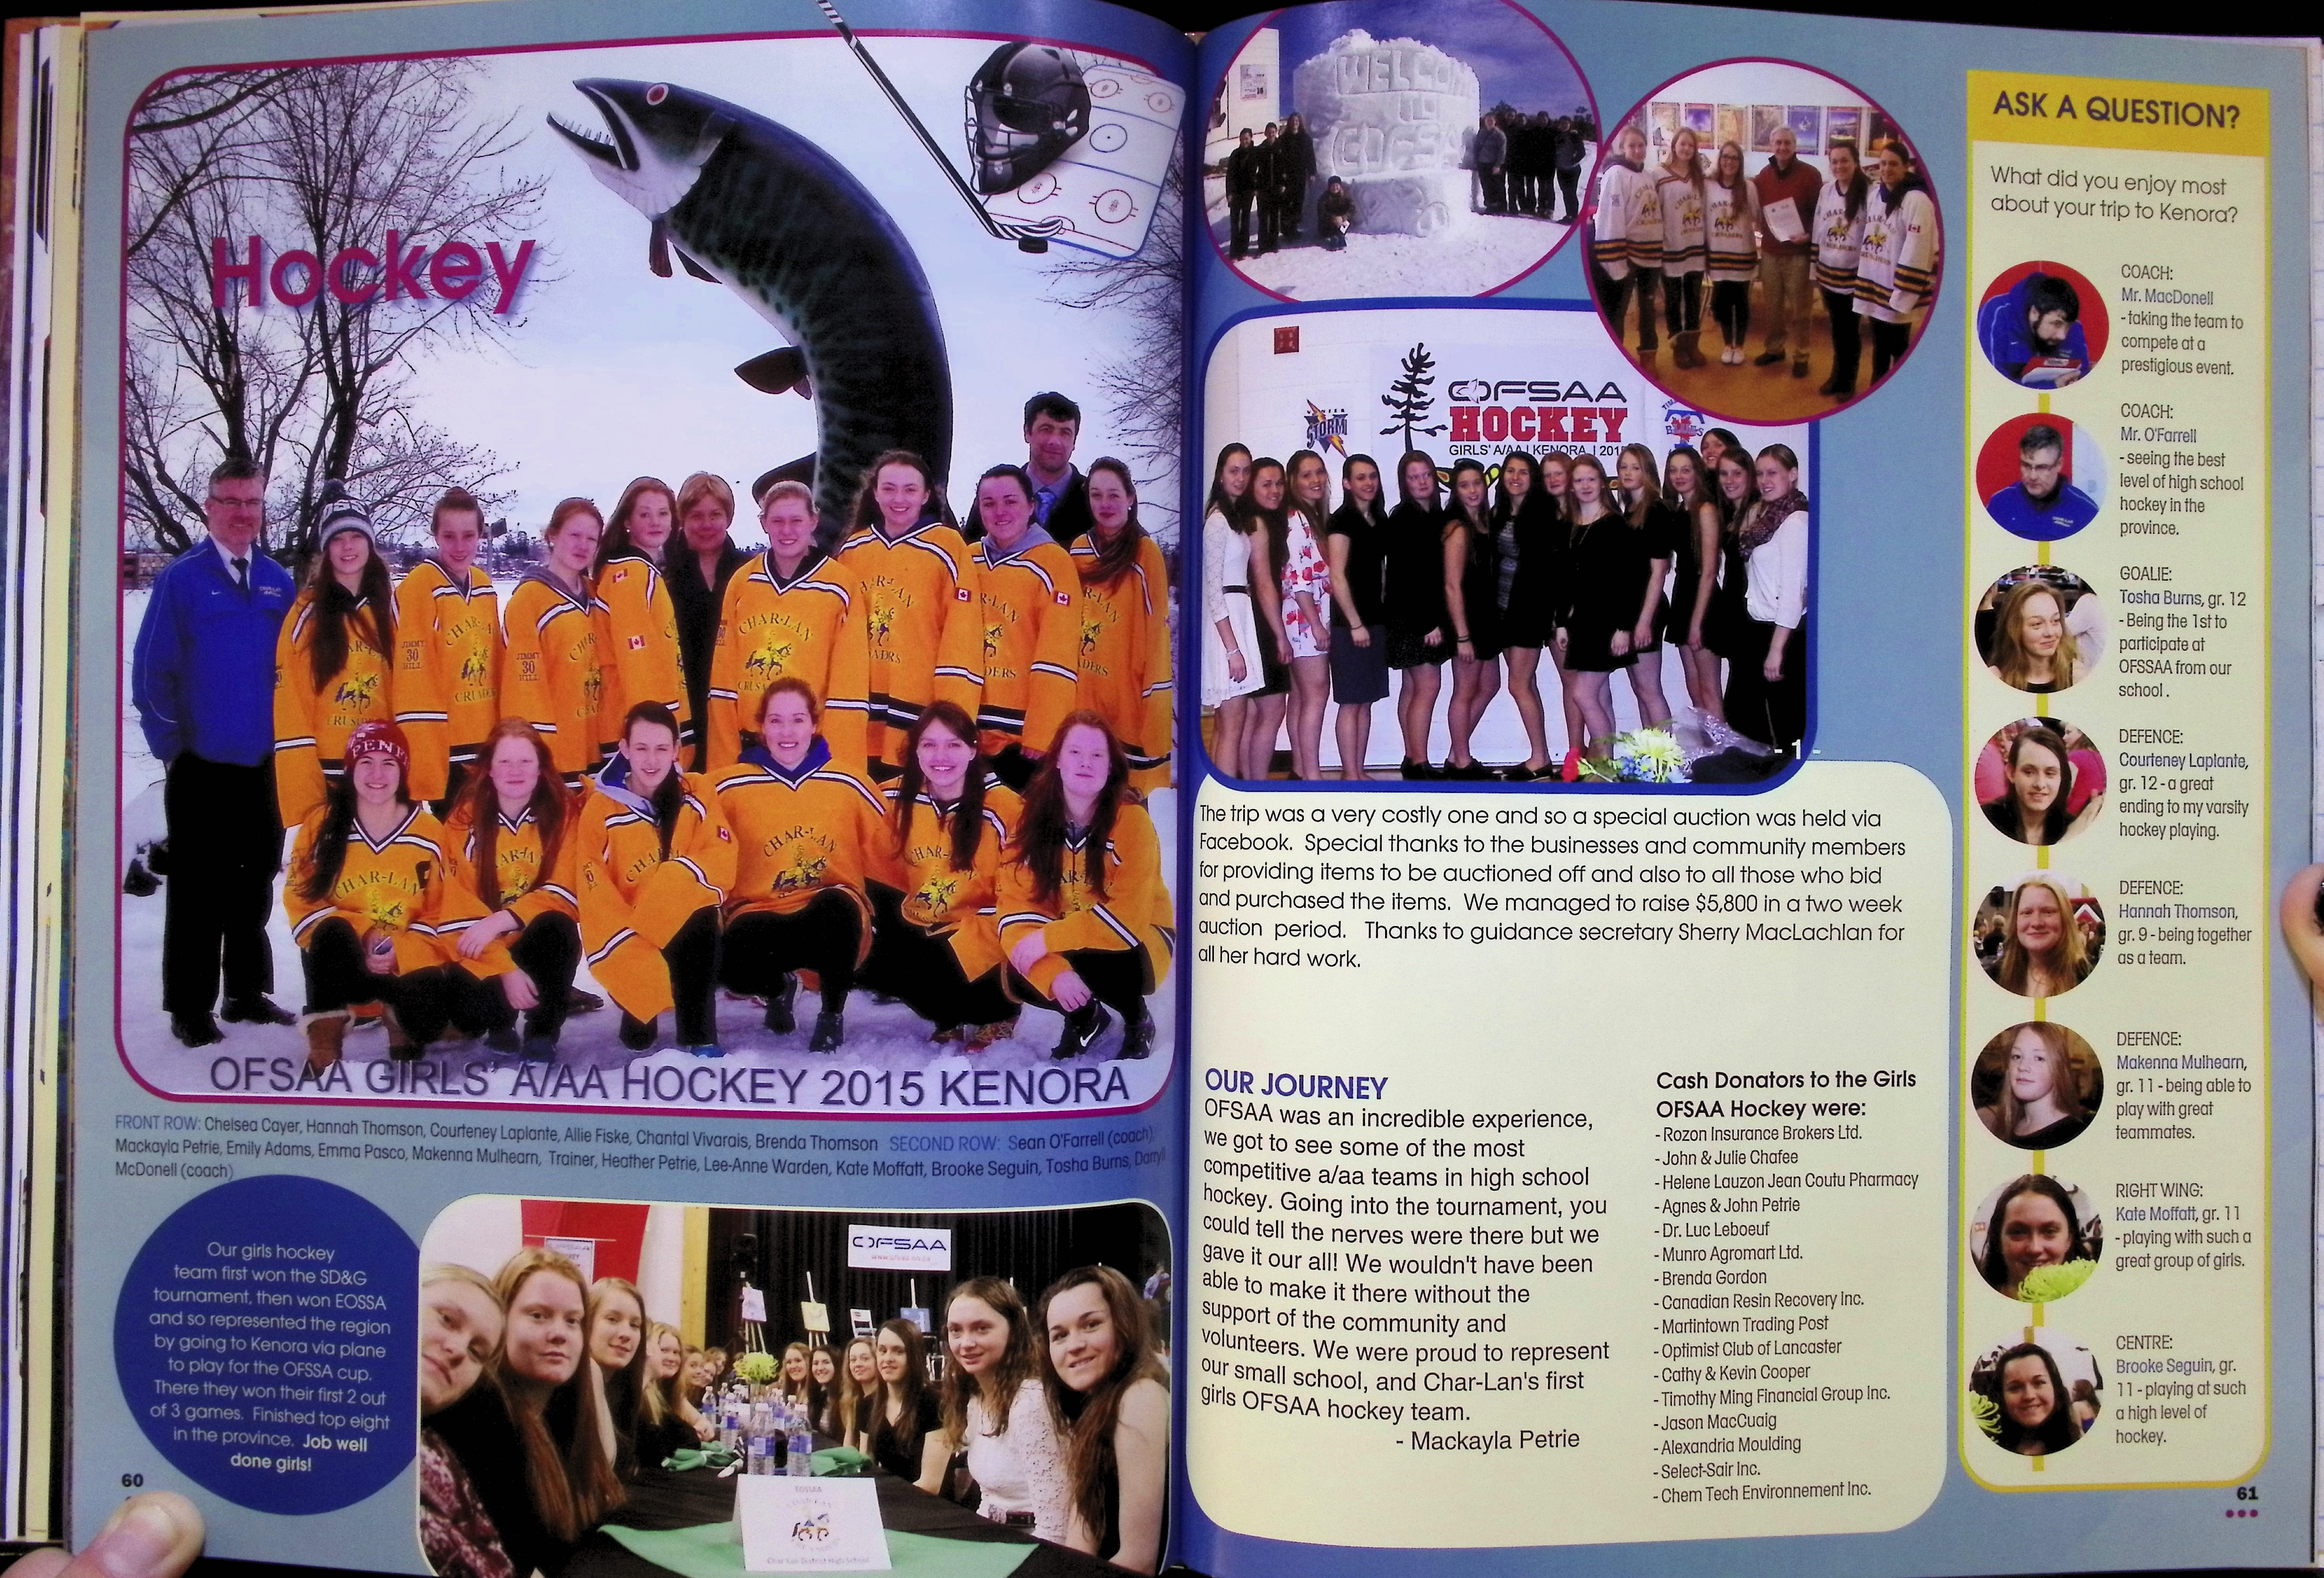 Hockey
OFSAA GIRLS' A/AA HOCKEY 2015 KENORA
FRONT ROW: Chelsea Cayer, Hannah Thomson, Courteney Laplante, Allie Fiske, Chantal Vivarais, Brenda Thomson SECOND ROW: Sean O'Farrell (coach),
Mackayla Petrie, Emily Adams, Emma Pasco, Makenna Mulhearn, Trainer, Heather Petrie, Lee-Anne Warden, Kate Moffatt, Brooke Seguin, Tosha Burns, Darryl
McDonell (coach)
Our girls hockey
team first won the SD&G
tournament, then won EOSSA
and so represented the region
by going to Kenora via plane
to play for the OFSSA cup.
There they won their first 2 out
of 3 games. Finished top eight
in the province. Job well
done girls!
OFSAA
EOSSAA
Char-Lan District High School
60
WELCOME
TO
OFSAA
HOCKEY
GIRLS' A/AA | KENORA | 201
STORM
- 1 -
The trip was a very costly one and so a special auction was held via
Facebook. Special thanks to the businesses and community members
for providing items to be auctioned off and also to all those who bid
and purchased the items. We managed to raise $5,800 in a two week
auction period. Thanks to guidance secretary Sherry MacLachlan for
all her hard work.
OUR JOURNEY
OFSAA was an incredible experience,
we got to see some of the most
competitive a/aa teams in high school
hockey. Going into the tournament, you
could tell the nerves were there but we
gave it our all! We wouldn't have been
able to make it there without the
support of the community and
volunteers. We were proud to represent
our small school, and Char-Lan's first
girls OFSAA hockey team.
- Mackayla Petrie
Cash Donators to the Girls
OFSAA Hockey were:
- Rozon Insurance Brokers Ltd.
- John & Julie Chafee
- Helene Lauzon Jean Coutu Pharmacy
- Agnes & John Petrie
- Dr. Luc Leboeuf
- Munro Agromart Ltd.
- Brenda Gordon
- Canadian Resin Recovery Inc.
- Martintown Trading Post
- Optimist Club of Lancaster
- Cathy & Kevin Cooper
- Timothy Ming Financial Group Inc.
- Jason MacCuaig
- Alexandria Moulding
- Select-Sair Inc.
- Chem Tech Environnement Inc.
ASK A QUESTION?
What did you enjoy most
about your trip to Kenora?
COACH:
Mr. MacDonell
- taking the team to
compete at a
prestigious event.
COACH:
Mr. O'Farrell
- seeing the best
level of high school
hockey in the
province.
GOALIE:
Tosha Burns, gr. 12
- Being the 1st to
participate at
OFSSAA from our
school .
DEFENCE:
Courteney Laplante,
gr. 12 - a great
ending to my varsity
hockey playing.
DEFENCE:
Hannah Thomson,
gr. 9 - being together
as a team.
DEFENCE:
Makenna Mulhearn,
gr. 11 - being able to
play with great
teammates.
RIGHT WING:
Kate Moffatt, gr. 11
- playing with such a
great group of girls.
CENTRE:
Brooke Seguin, gr.
11 - playing at such
a high level of
hockey.
61